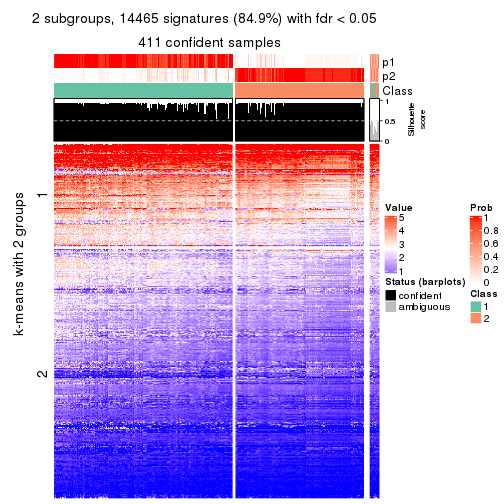 2 subgroups, 14465 signatures (84.9%) with fdr < 0.05
411 confident samples
p1
p2
Class
1
0.5
0
Silhouette
score
k-means with 2 groups
1
2
Value
5
4
3
2
1
Prob
1
0.8
0.6
0.4
0.2
0
Status (barplots)
confident
ambiguous
Class
1
2